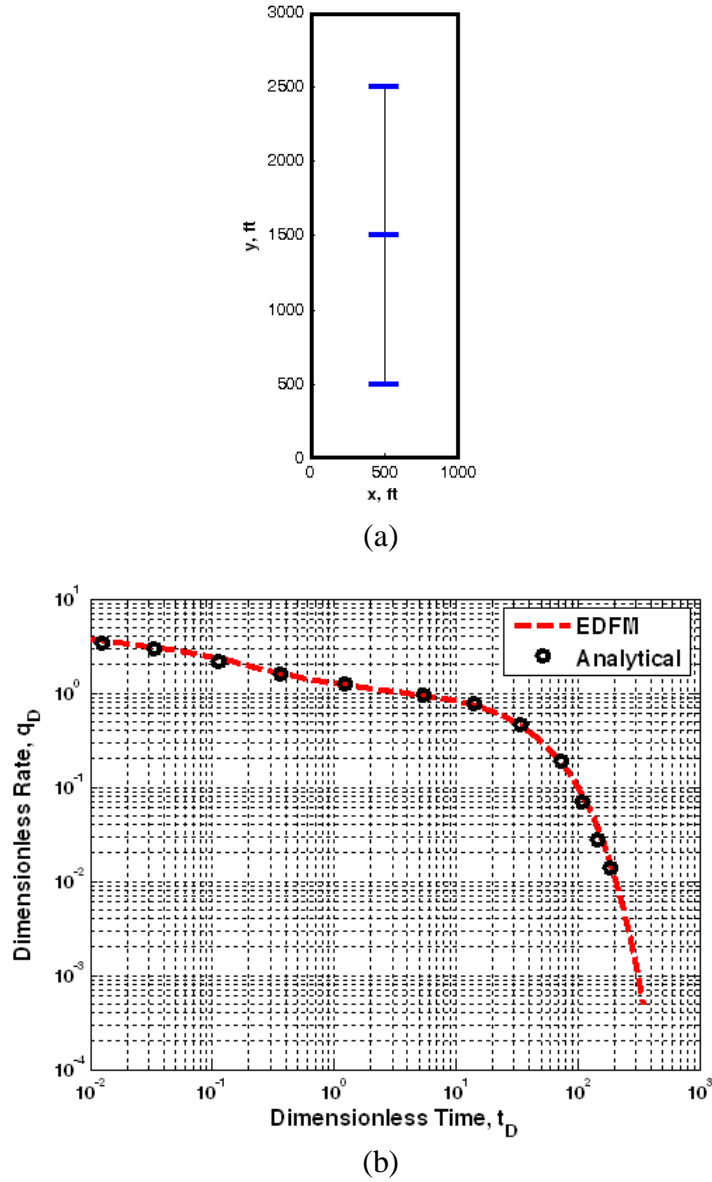 3000
2500
2000
1500
1000
500
0
y, ft
0 500 1000
x, ft
(a)
10^1
10^0
10^-1
10^-2
10^-3
10^-4
Dimensionless Rate, q_D
EDFM
Analytical
10^-2 10^-1 10^0 10^1 10^2 10^3
Dimensionless Time, t_D
(b)